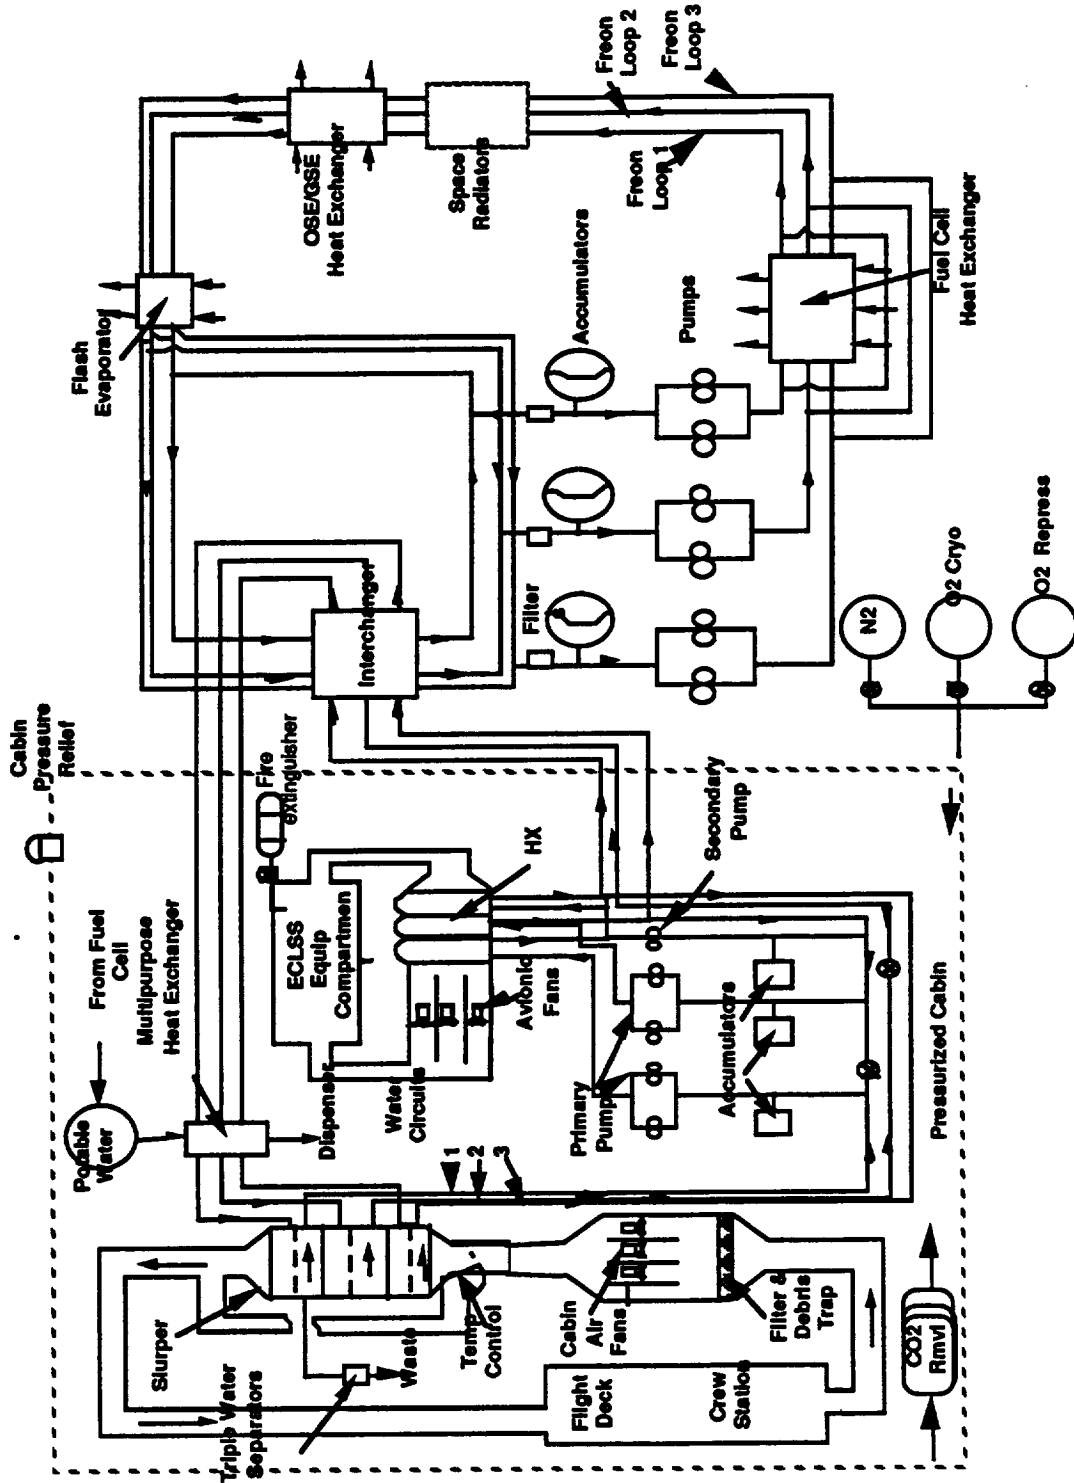 Cabin
Pressure
Relief
From Fuel
Cell
Multipurpose
Heat Exchanger
Potable
Water
Dispenser
Slurper
Triple Water
Separators
Waste
Temp
Control
Flight
Deck
Crew
Station
Cabin
Air
Fans
Filter &
Debris
Trap
CO2
Rmvl
1
2
3
Water
Circuits
ECLSS
Equip
Compartmen
Fire
extinguisher
HX
Avionic
Fans
Primary
Pump
Secondary
Pump
Accumulators
Pressurized Cabin
Flash
Evaporator
OSE/GSE
Heat Exchanger
Space
Radiators
Freon
Loop 1
Freon
Loop 2
Freon
Loop 3
Interchanger
Filter
Accumulators
Pumps
Fuel Cell
Heat Exchanger
N2
O2 Cryo
O2 Repress